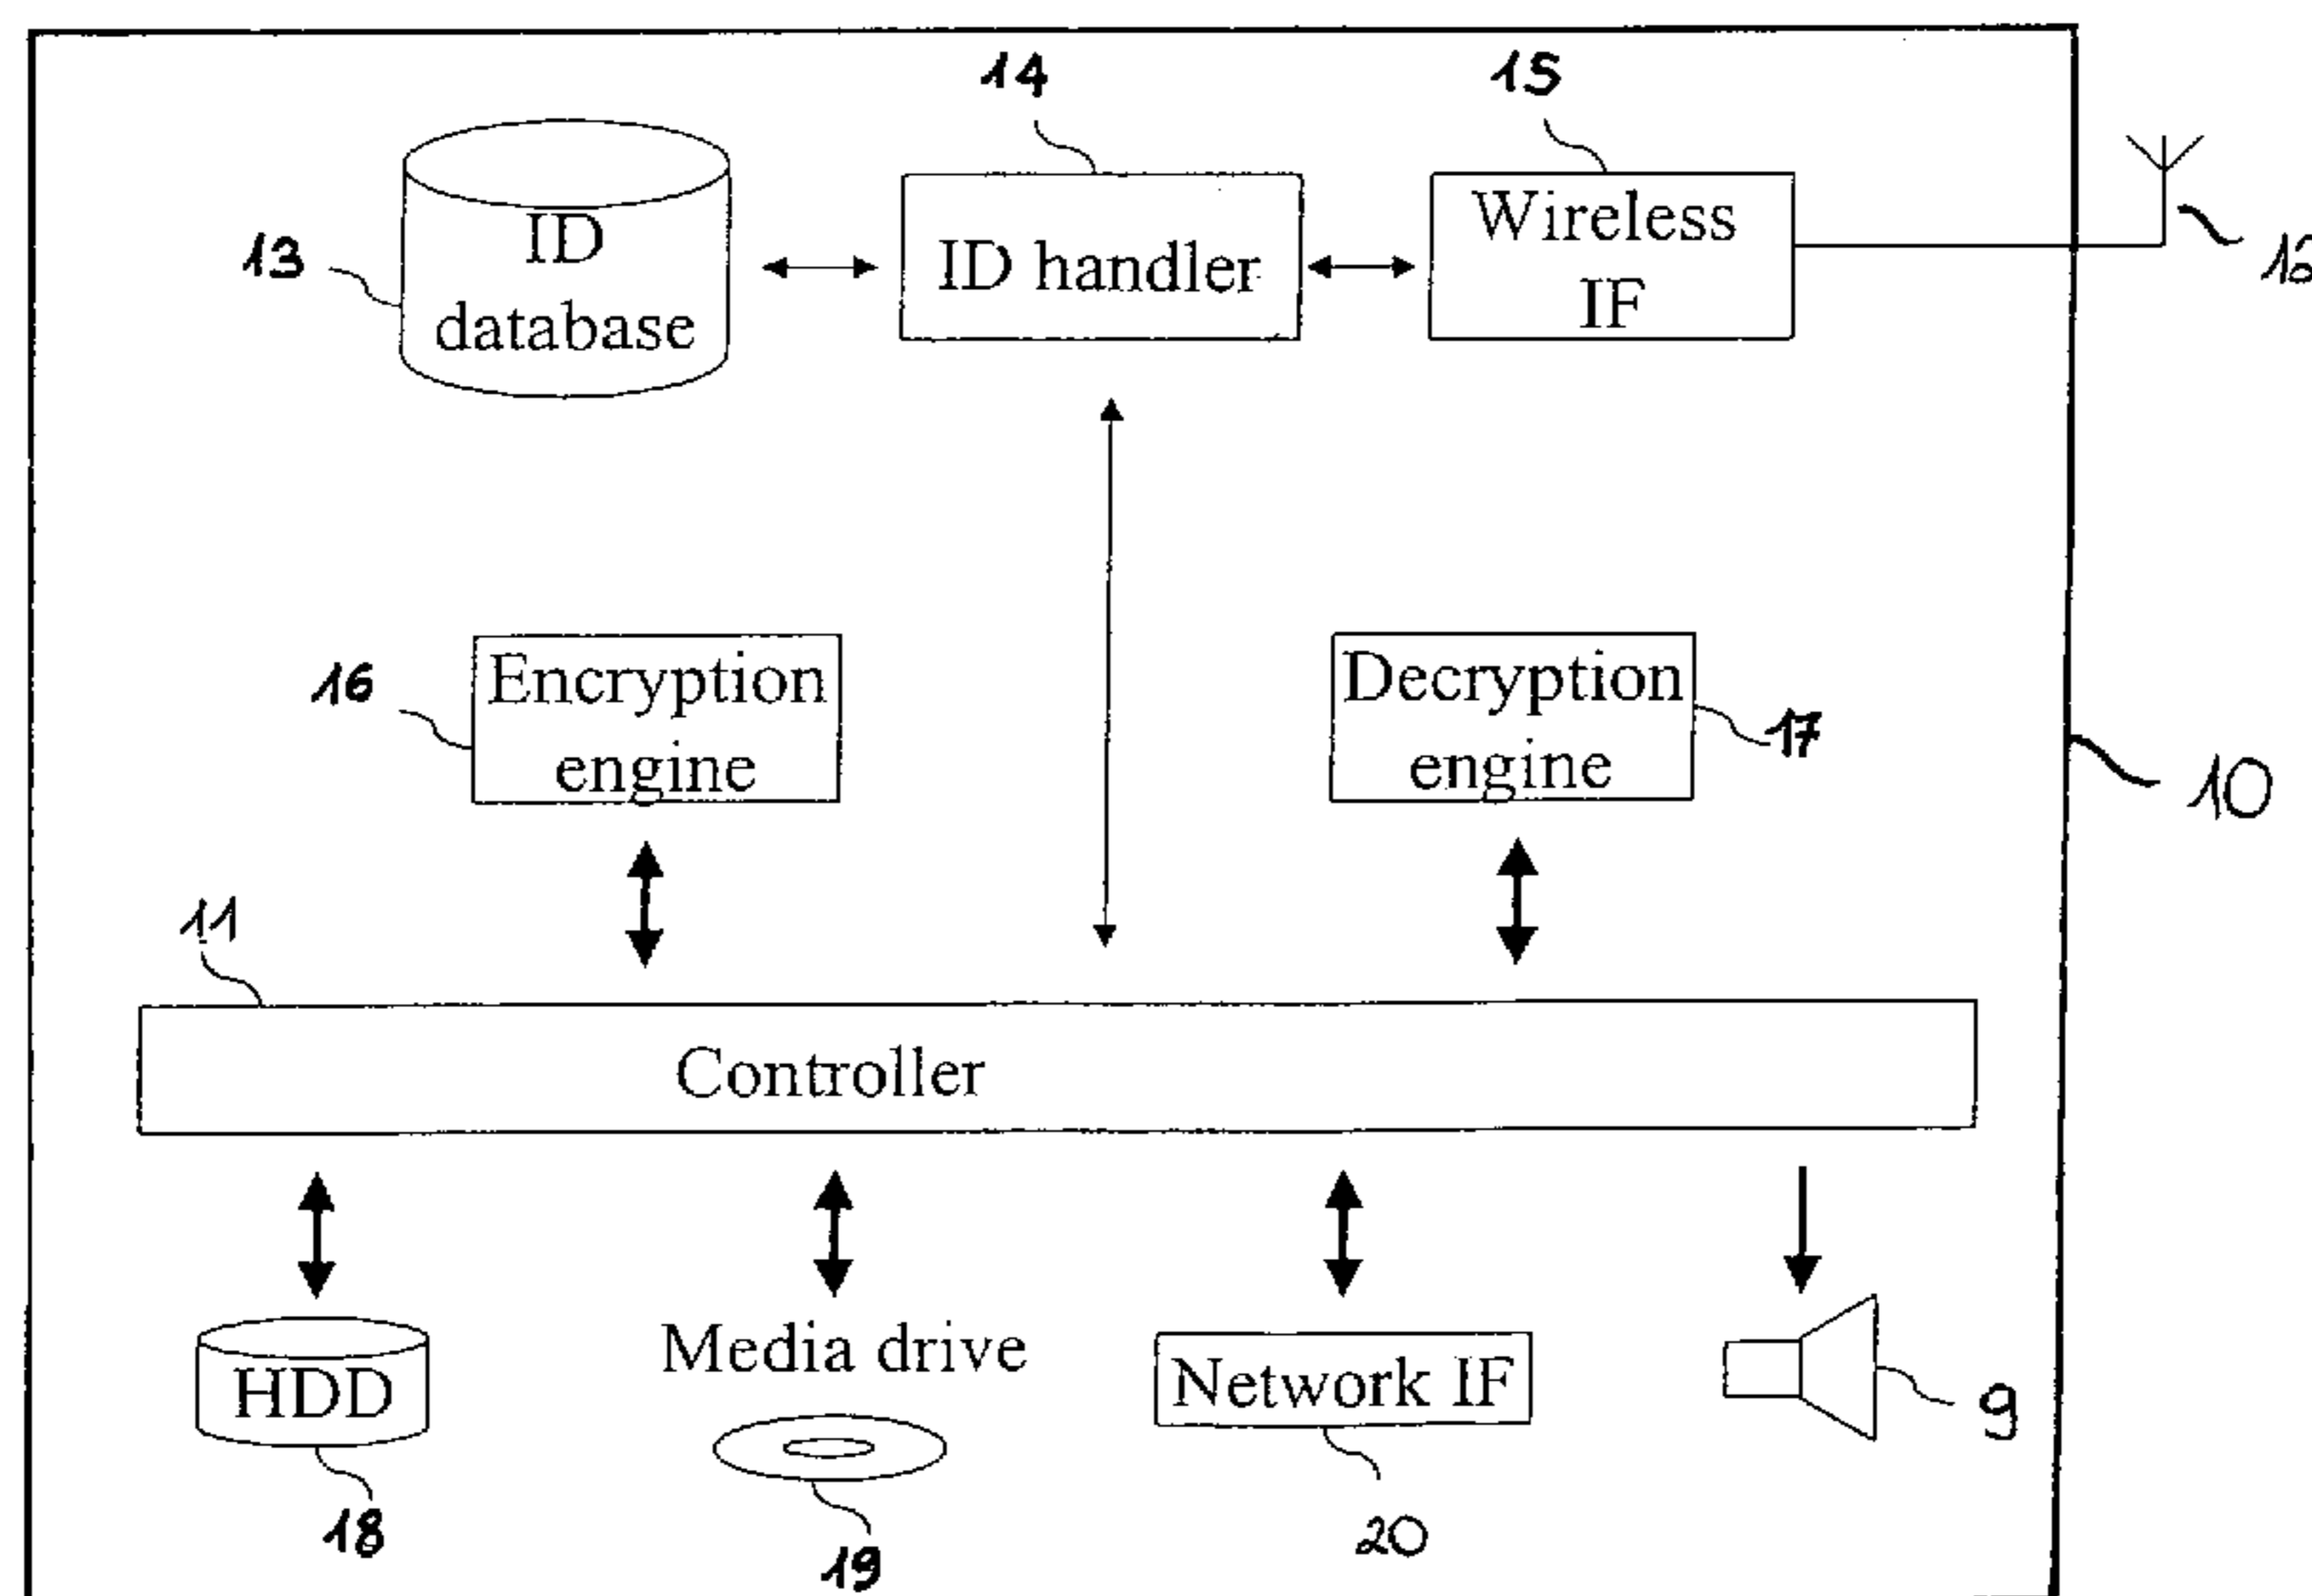 14
15
13
ID
database
ID handler
Wireless
IF
16
Encryption
engine
Decryption
engine
17
10
11
Controller
HDD
Media drive
Network IF
9
18
19
20